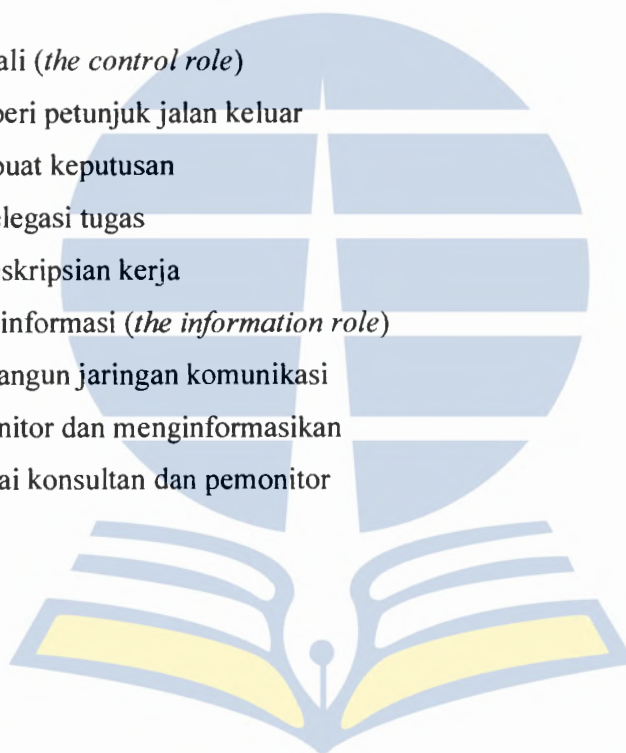 ali (the control role)
beri petunjuk jalan keluar
buat keputusan
elegasi tugas
skripsian kerja
informasi (the information role)
angun jaringan komunikasi
nitor dan menginformasikan
ai konsultan dan pemonitor